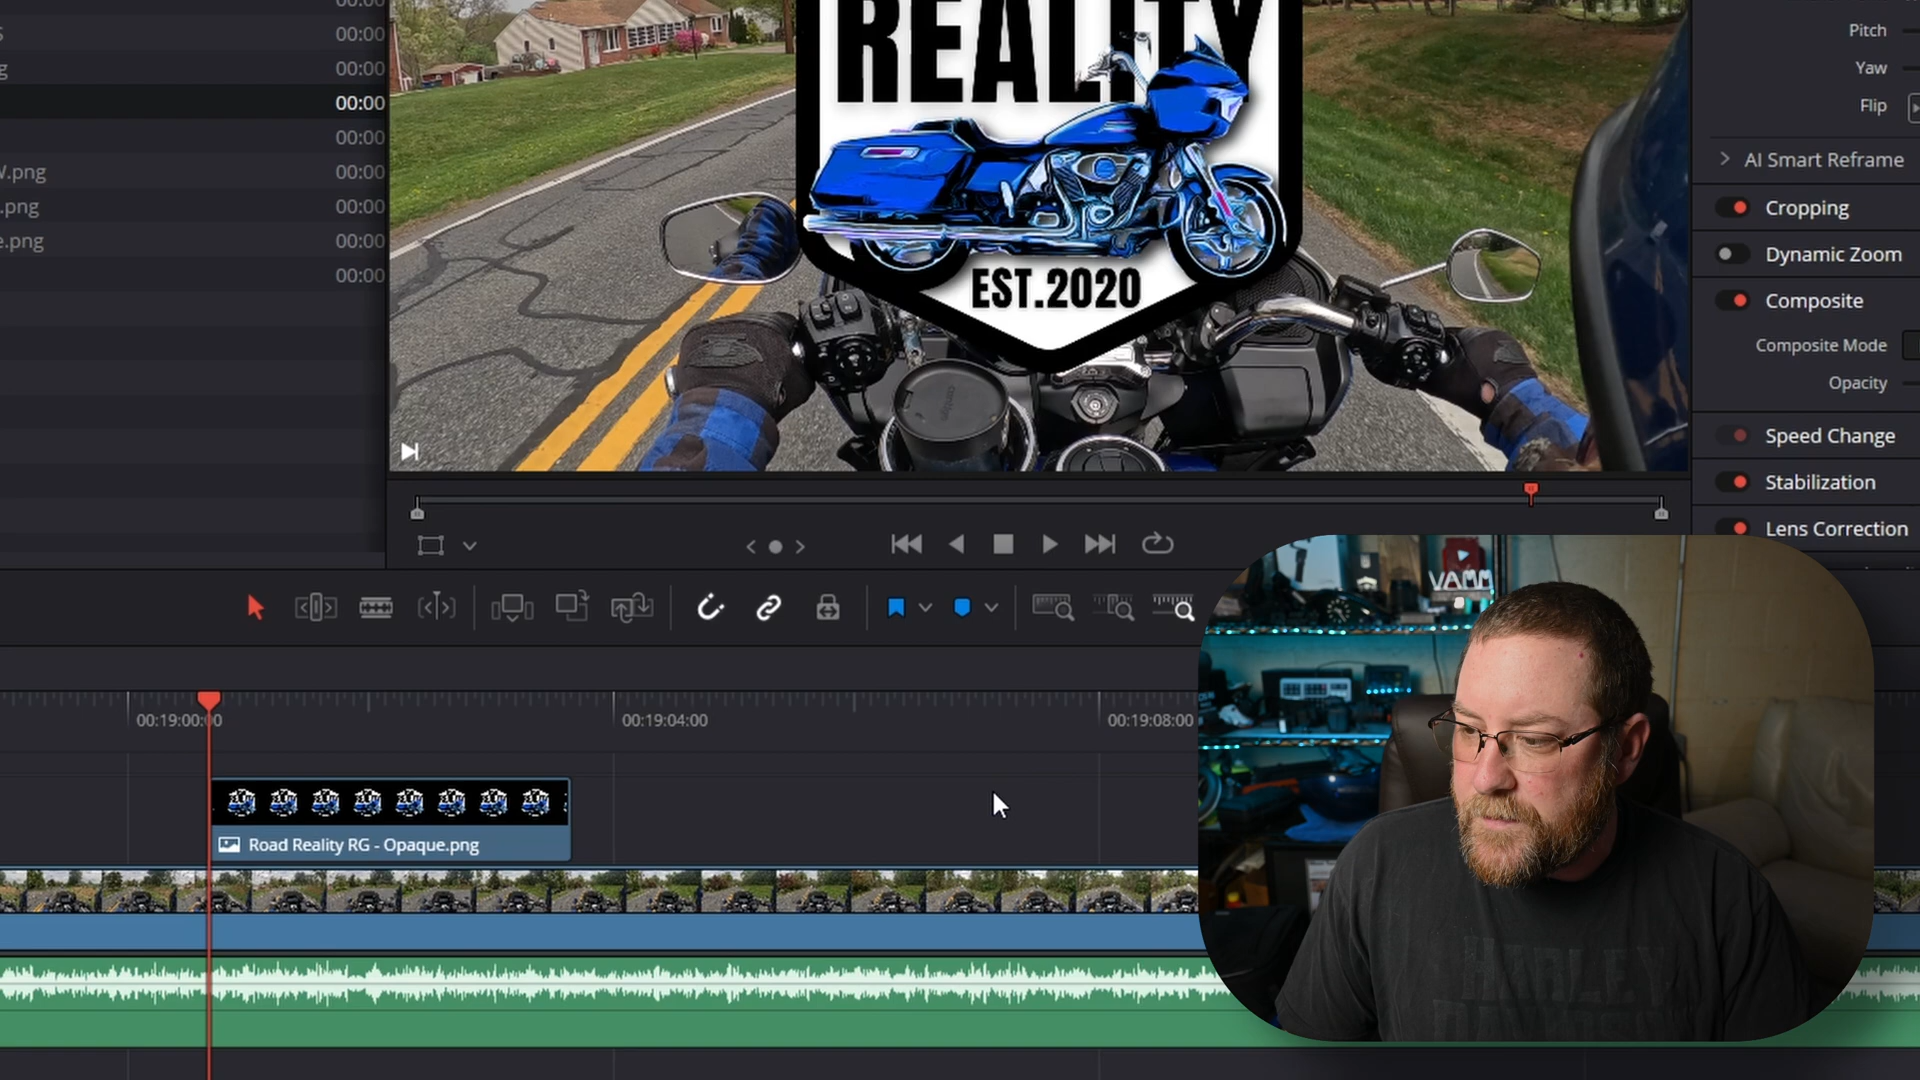 00:00
00:00
00:00
00:00
V.png 00:00
.png 00:00
e.png 00:00
00:00
REALITY
EST.2020
contigo
Pitch
Yaw
Flip
AI Smart Reframe
Cropping
Dynamic Zoom
Composite
Composite Mode
Opacity
Speed Change
Stabilization
Lens Correction
00:19:00:00
00:19:04:00
00:19:08:00
Road Reality RG - Opaque.png
VAMM
HARLEY